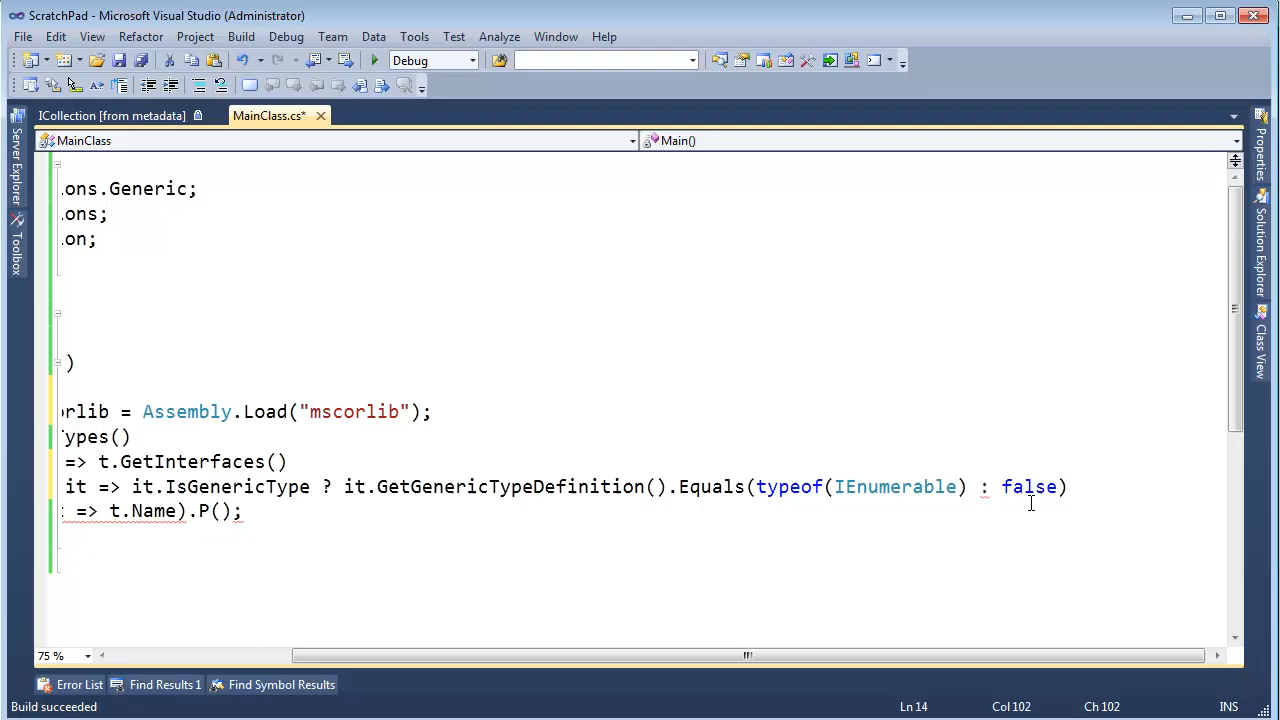 ScratchPad - Microsoft Visual Studio (Administrator)
File Edit View Refactor Project Build Debug Team Data Tools Test Analyze Window Help
Debug
ICollection [from metadata] MainClass.cs*
MainClass Main()
Server Explorer
Toolbox
Properties
Solution Explorer
Class View
ons.Generic;
ons;
on;
)
rlib = Assembly.Load("mscorlib");
ypes()
=> t.GetInterfaces()
it => it.IsGenericType ? it.GetGenericTypeDefinition().Equals(typeof(IEnumerable) : false)
=> t.Name).P();
75 %
Error List Find Results 1 Find Symbol Results
Build succeeded Ln 14 Col 102 Ch 102 INS